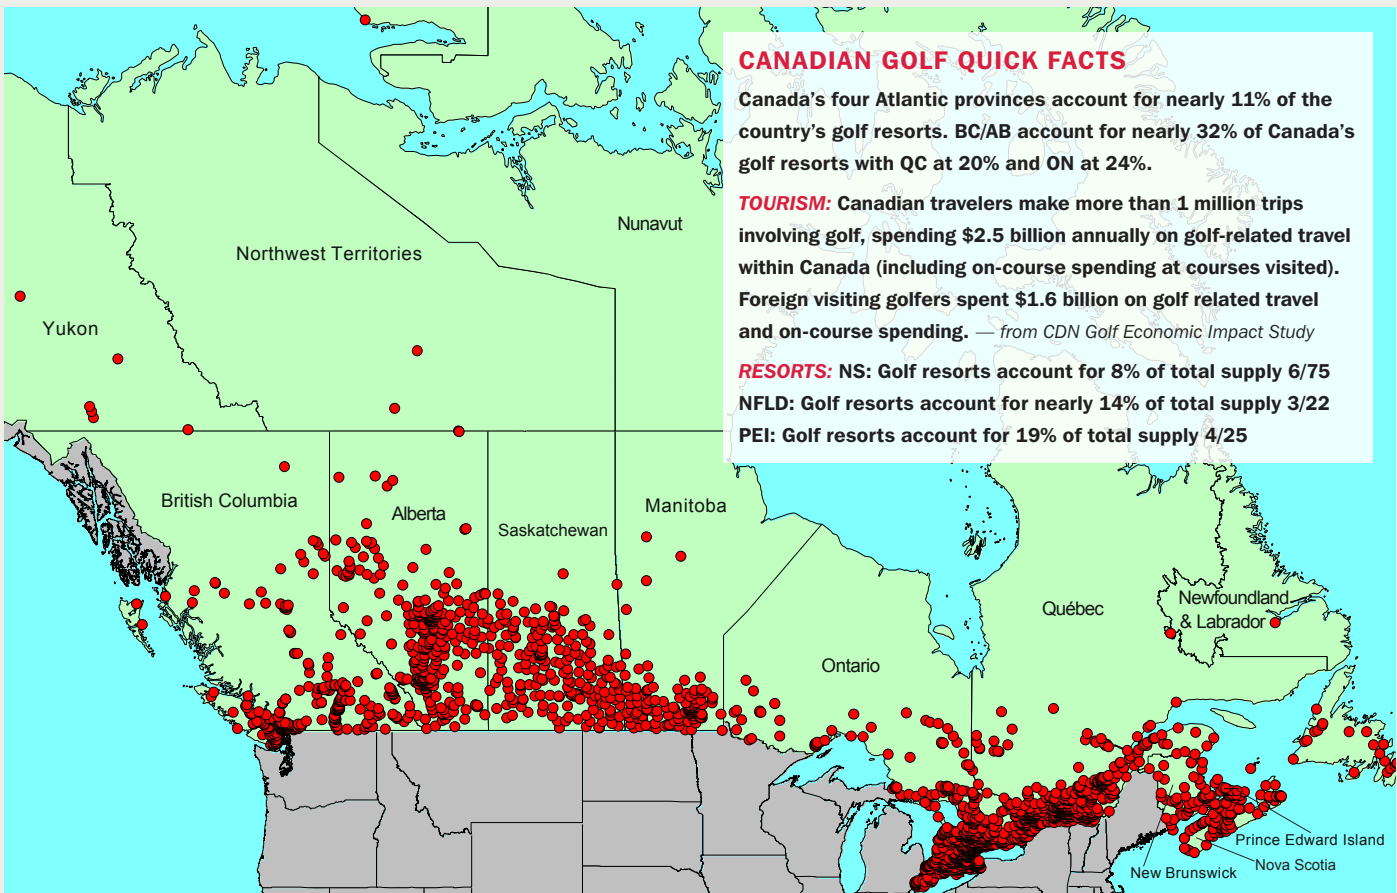 CANADIAN GOLF QUICK FACTS
Canada's four Atlantic provinces account for nearly 11% of the
country's golf resorts. BC/AB account for nearly 32% of Canada's
golf resorts with QC at 20% and ON at 24%.
TOURISM: Canadian travelers make more than 1 million trips
involving golf, spending $2.5 billion annually on golf-related travel
within Canada (including on-course spending at courses visited).
Foreign visiting golfers spent $1.6 billion on golf related travel
and on-course spending. — from CDN Golf Economic Impact Study
RESORTS: NS: Golf resorts account for 8% of total supply 6/75
NFLD: Golf resorts account for nearly 14% of total supply 3/22
PEI: Golf resorts account for 19% of total supply 4/25
Nunavut
Northwest Territories
Yukon
British Columbia
Alberta
Saskatchewan
Manitoba
Ontario
Québec
Newfoundland
& Labrador
Prince Edward Island
Nova Scotia
New Brunswick